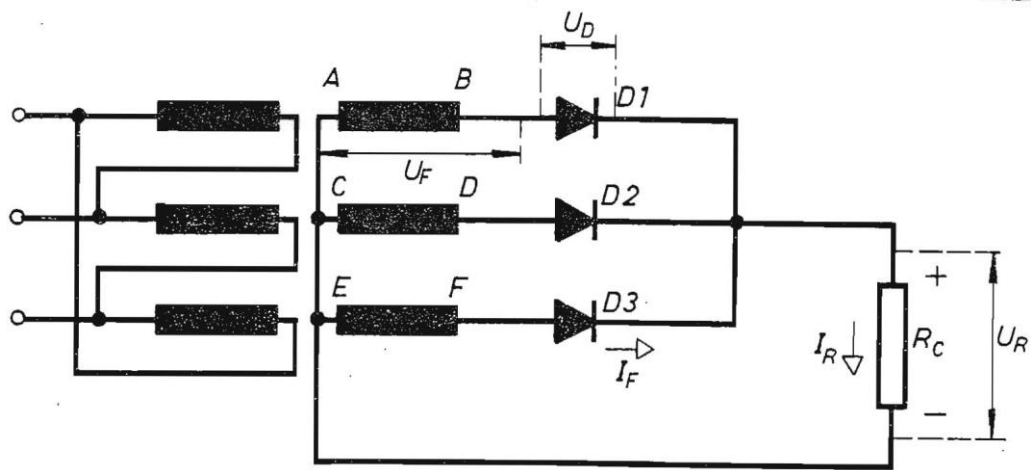 U_D
A B D1
U_F
C D D2
E F D3
I_F
+
I_R R_C U_R
−